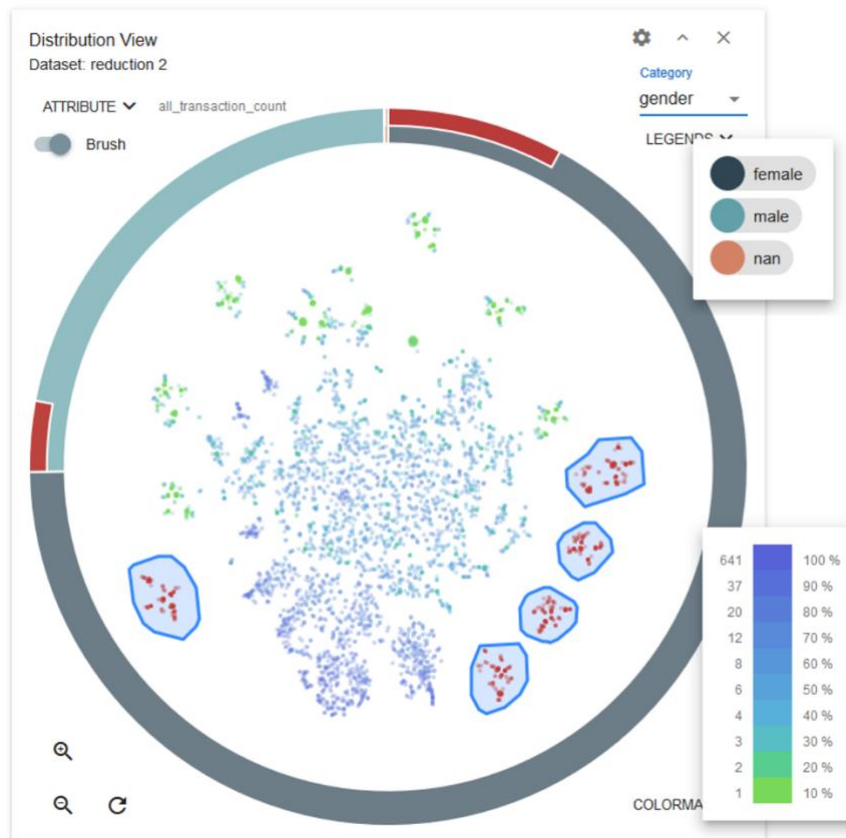 Distribution View
Dataset: reduction 2
Category
gender
ATTRIBUTE all_transaction_count
Brush
LEGENDS
female
male
nan
641 100 %
37 90 %
20 80 %
12 70 %
8 60 %
6 50 %
4 40 %
3 30 %
2 20 %
1 10 %
COLORMA